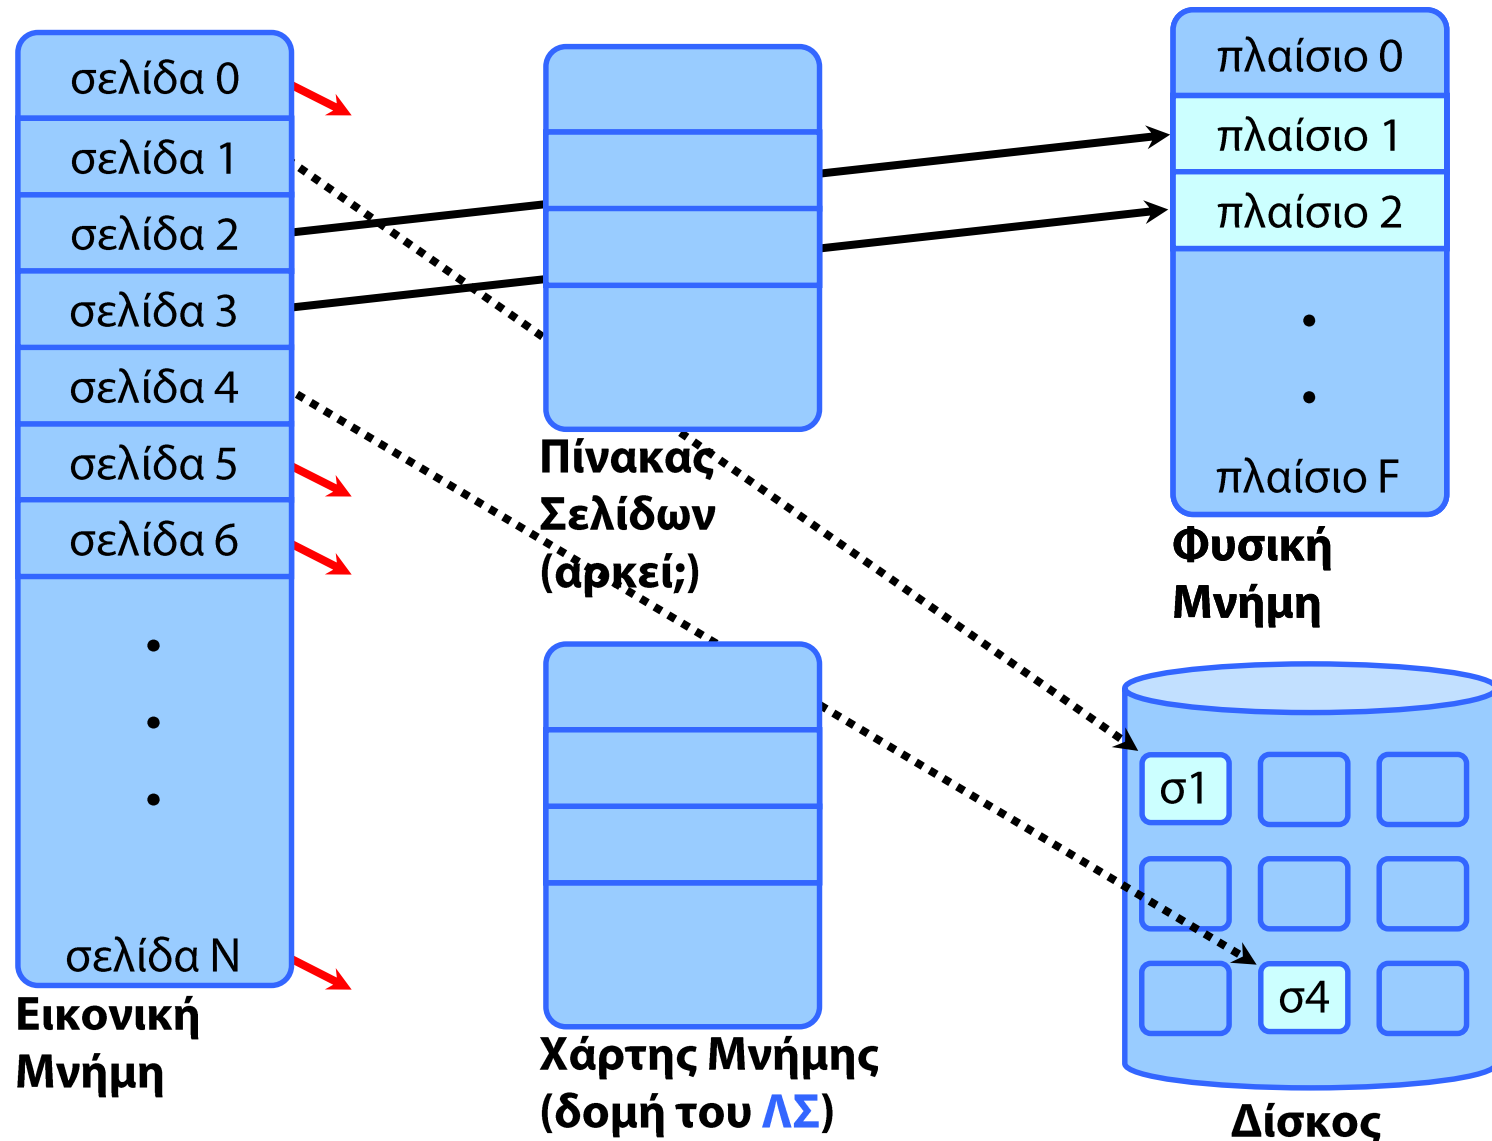 σελίδα 0
σελίδα 1
σελίδα 2
σελίδα 3
σελίδα 4
σελίδα 5
σελίδα 6
σελίδα N
Εικονική
Μνήμη
Πίνακας
Σελίδων
(αρκεί;)
Χάρτης Μνήμης
(δομή του ΛΣ)
πλαίσιο 0
πλαίσιο 1
πλαίσιο 2
πλαίσιο F
Φυσική
Μνήμη
σ1
σ4
Δίσκος